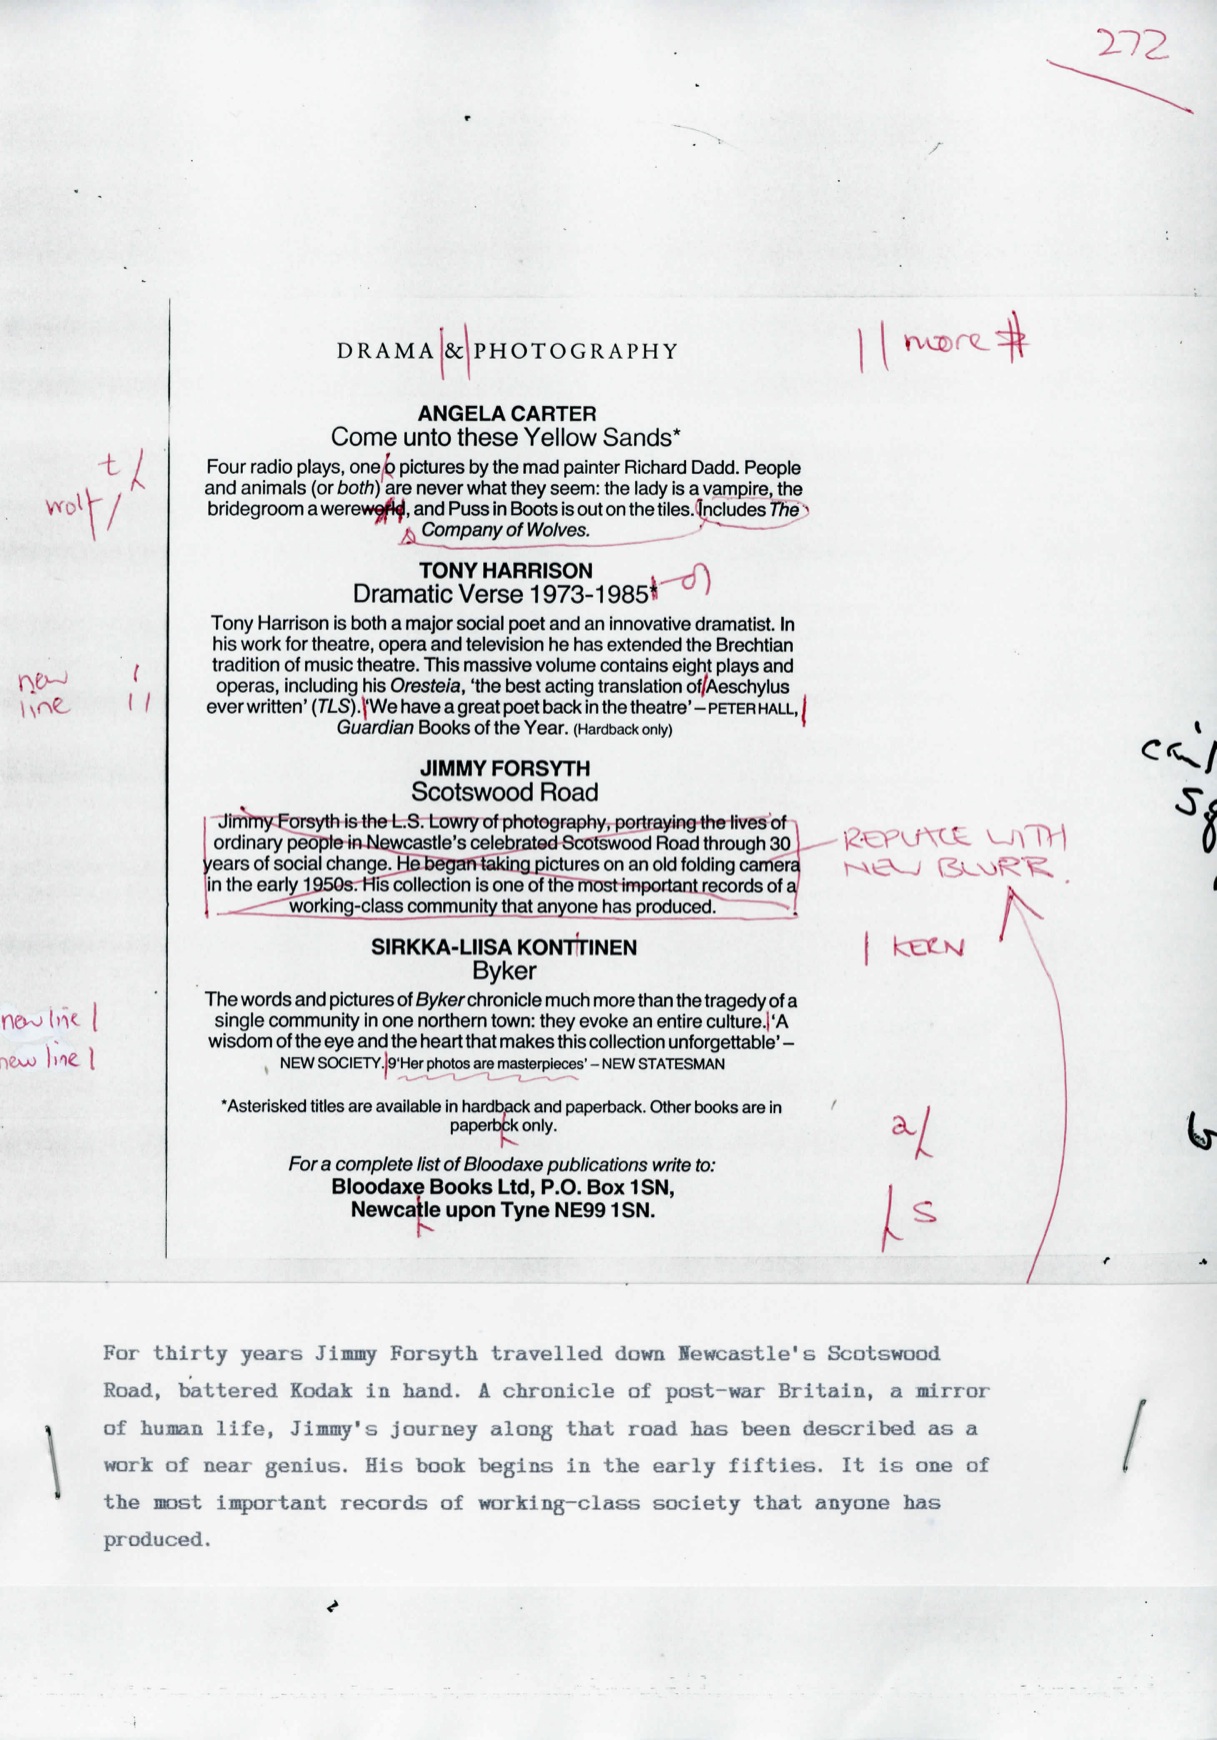 272
DRAMA & PHOTOGRAPHY
|| more #
ANGELA CARTER
Come unto these Yellow Sands*
t/
Four radio plays, one o pictures by the mad painter Richard Dadd. People
and animals (or both) are never what they seem: the lady is a vampire, the
wolf/
bridegroom a wereworld, and Puss in Boots is out on the tiles. Includes The
Company of Wolves.
TONY HARRISON
Dramatic Verse 1973-1985*
Tony Harrison is both a major social poet and an innovative dramatist. In
his work for theatre, opera and television he has extended the Brechtian
tradition of music theatre. This massive volume contains eight plays and
new
operas, including his Oresteia, ‘the best acting translation of Aeschylus
line
ever written’ (TLS). ‘We have a great poet back in the theatre’ – PETER HALL,
Guardian Books of the Year. (Hardback only)
JIMMY FORSYTH
Scotswood Road
Jimmy Forsyth is the L.S. Lowry of photography, portraying the lives of
ordinary people in Newcastle's celebrated Scotswood Road through 30
years of social change. He began taking pictures on an old folding camera
in the early 1950s. His collection is one of the most important records of a
working-class community that anyone has produced.
REPLACE WITH
NEW BLURB.
SIRKKA-LIISA KONTTINEN
| KERN
Byker
The words and pictures of Byker chronicle much more than the tragedy of a
new line |
single community in one northern town: they evoke an entire culture. ‘A
wisdom of the eye and the heart that makes this collection unforgettable’ –
new line |
NEW SOCIETY. 9‘Her photos are masterpieces’ – NEW STATESMAN
*Asterisked titles are available in hardback and paperback. Other books are in
paperbck only.
a/
For a complete list of Bloodaxe publications write to:
Bloodaxe Books Ltd, P.O. Box 1SN,
Newcatle upon Tyne NE99 1SN.
/ s
For thirty years Jimmy Forsyth travelled down Newcastle's Scotswood
Road, battered Kodak in hand. A chronicle of post-war Britain, a mirror
of human life, Jimmy's journey along that road has been described as a
work of near genius. His book begins in the early fifties. It is one of
the most important records of working-class society that anyone has
produced.